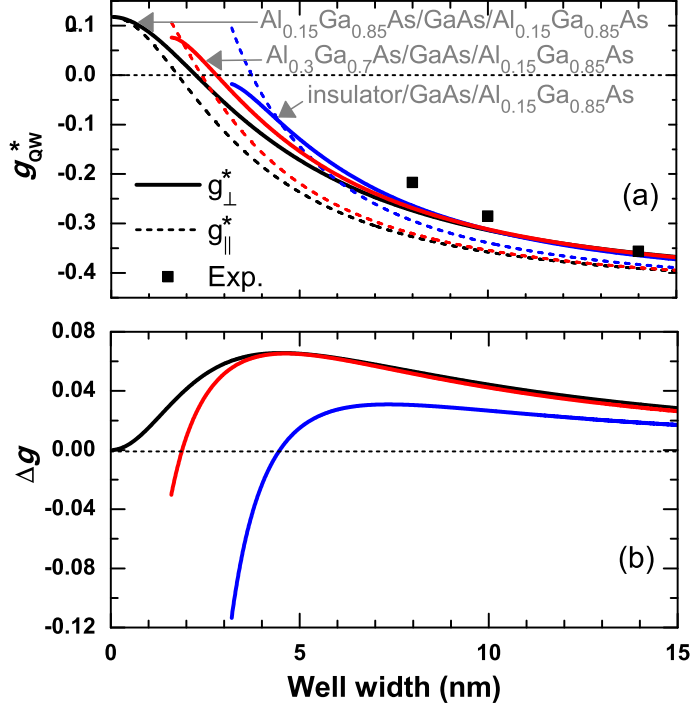 Al0.15Ga0.85As/GaAs/Al0.15Ga0.85As
Al0.3Ga0.7As/GaAs/Al0.15Ga0.85As
insulator/GaAs/Al0.15Ga0.85As
0.1
0.0
-0.1
-0.2
-0.3
-0.4
g*QW
g*⊥
g*||
Exp.
(a)
0.08
0.04
0.00
-0.04
-0.08
-0.12
Δg
(b)
0 5 10 15
Well width (nm)